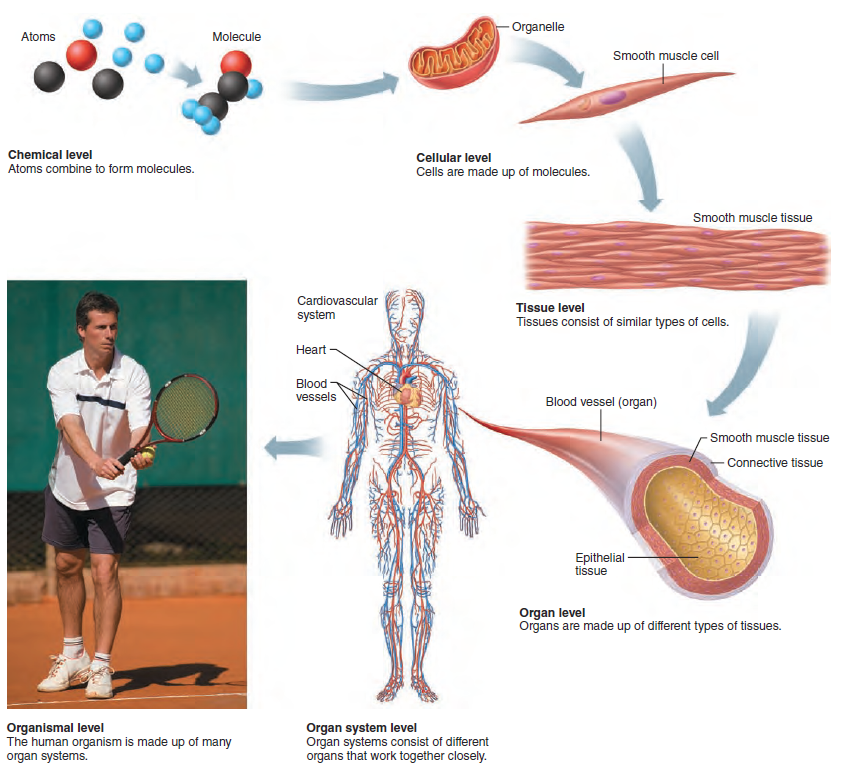 Atoms
Molecule
Organelle
Smooth muscle cell
Chemical level
Atoms combine to form molecules.
Cellular level
Cells are made up of molecules.
Smooth muscle tissue
Tissue level
Tissues consist of similar types of cells.
Cardiovascular
system
Heart
Blood
vessels
Blood vessel (organ)
Smooth muscle tissue
Connective tissue
Epithelial
tissue
Organ level
Organs are made up of different types of tissues.
Organismal level
The human organism is made up of many
organ systems.
Organ system level
Organ systems consist of different
organs that work together closely.